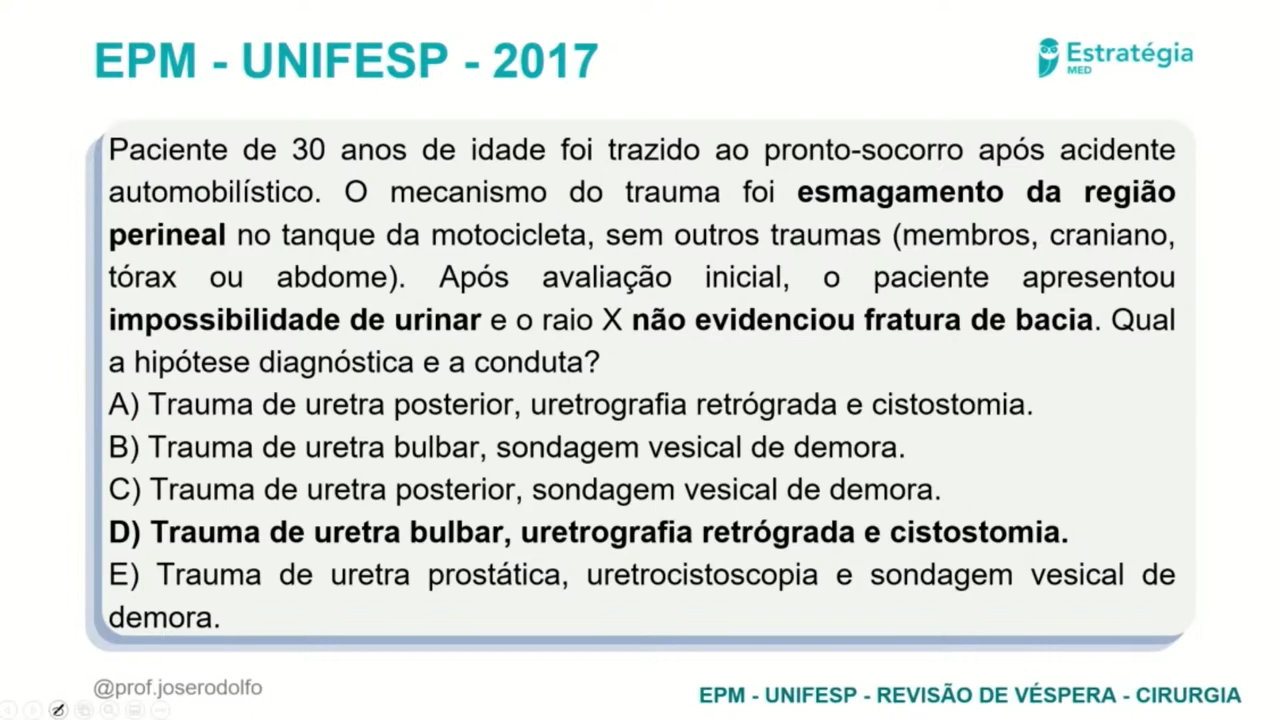 EPM - UNIFESP - 2017
Estratégia
MED
Paciente de 30 anos de idade foi trazido ao pronto-socorro após acidente
automobilístico. O mecanismo do trauma foi esmagamento da região
perineal no tanque da motocicleta, sem outros traumas (membros, craniano,
tórax ou abdome). Após avaliação inicial, o paciente apresentou
impossibilidade de urinar e o raio X não evidenciou fratura de bacia. Qual
a hipótese diagnóstica e a conduta?
A) Trauma de uretra posterior, uretrografia retrógrada e cistostomia.
B) Trauma de uretra bulbar, sondagem vesical de demora.
C) Trauma de uretra posterior, sondagem vesical de demora.
D) Trauma de uretra bulbar, uretrografia retrógrada e cistostomia.
E) Trauma de uretra prostática, uretrocistoscopia e sondagem vesical de
demora.
@prof.joserodolfo
EPM - UNIFESP - REVISÃO DE VÉSPERA - CIRURGIA